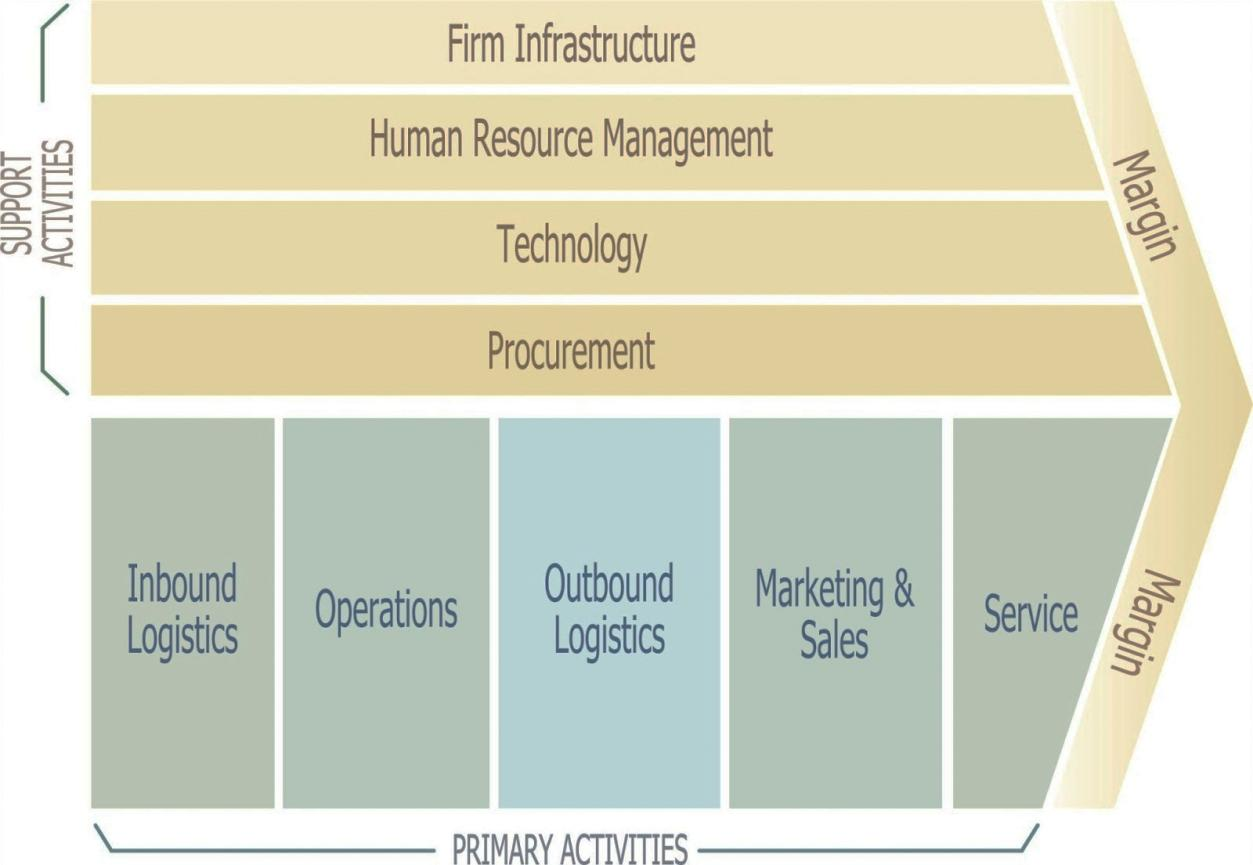 Firm Infrastructure
Human Resource Management
Technology
Procurement
SUPPORT
ACTIVITIES
Margin
Inbound
Logistics
Operations
Outbound
Logistics
Marketing &
Sales
Service
Margin
PRIMARY ACTIVITIES